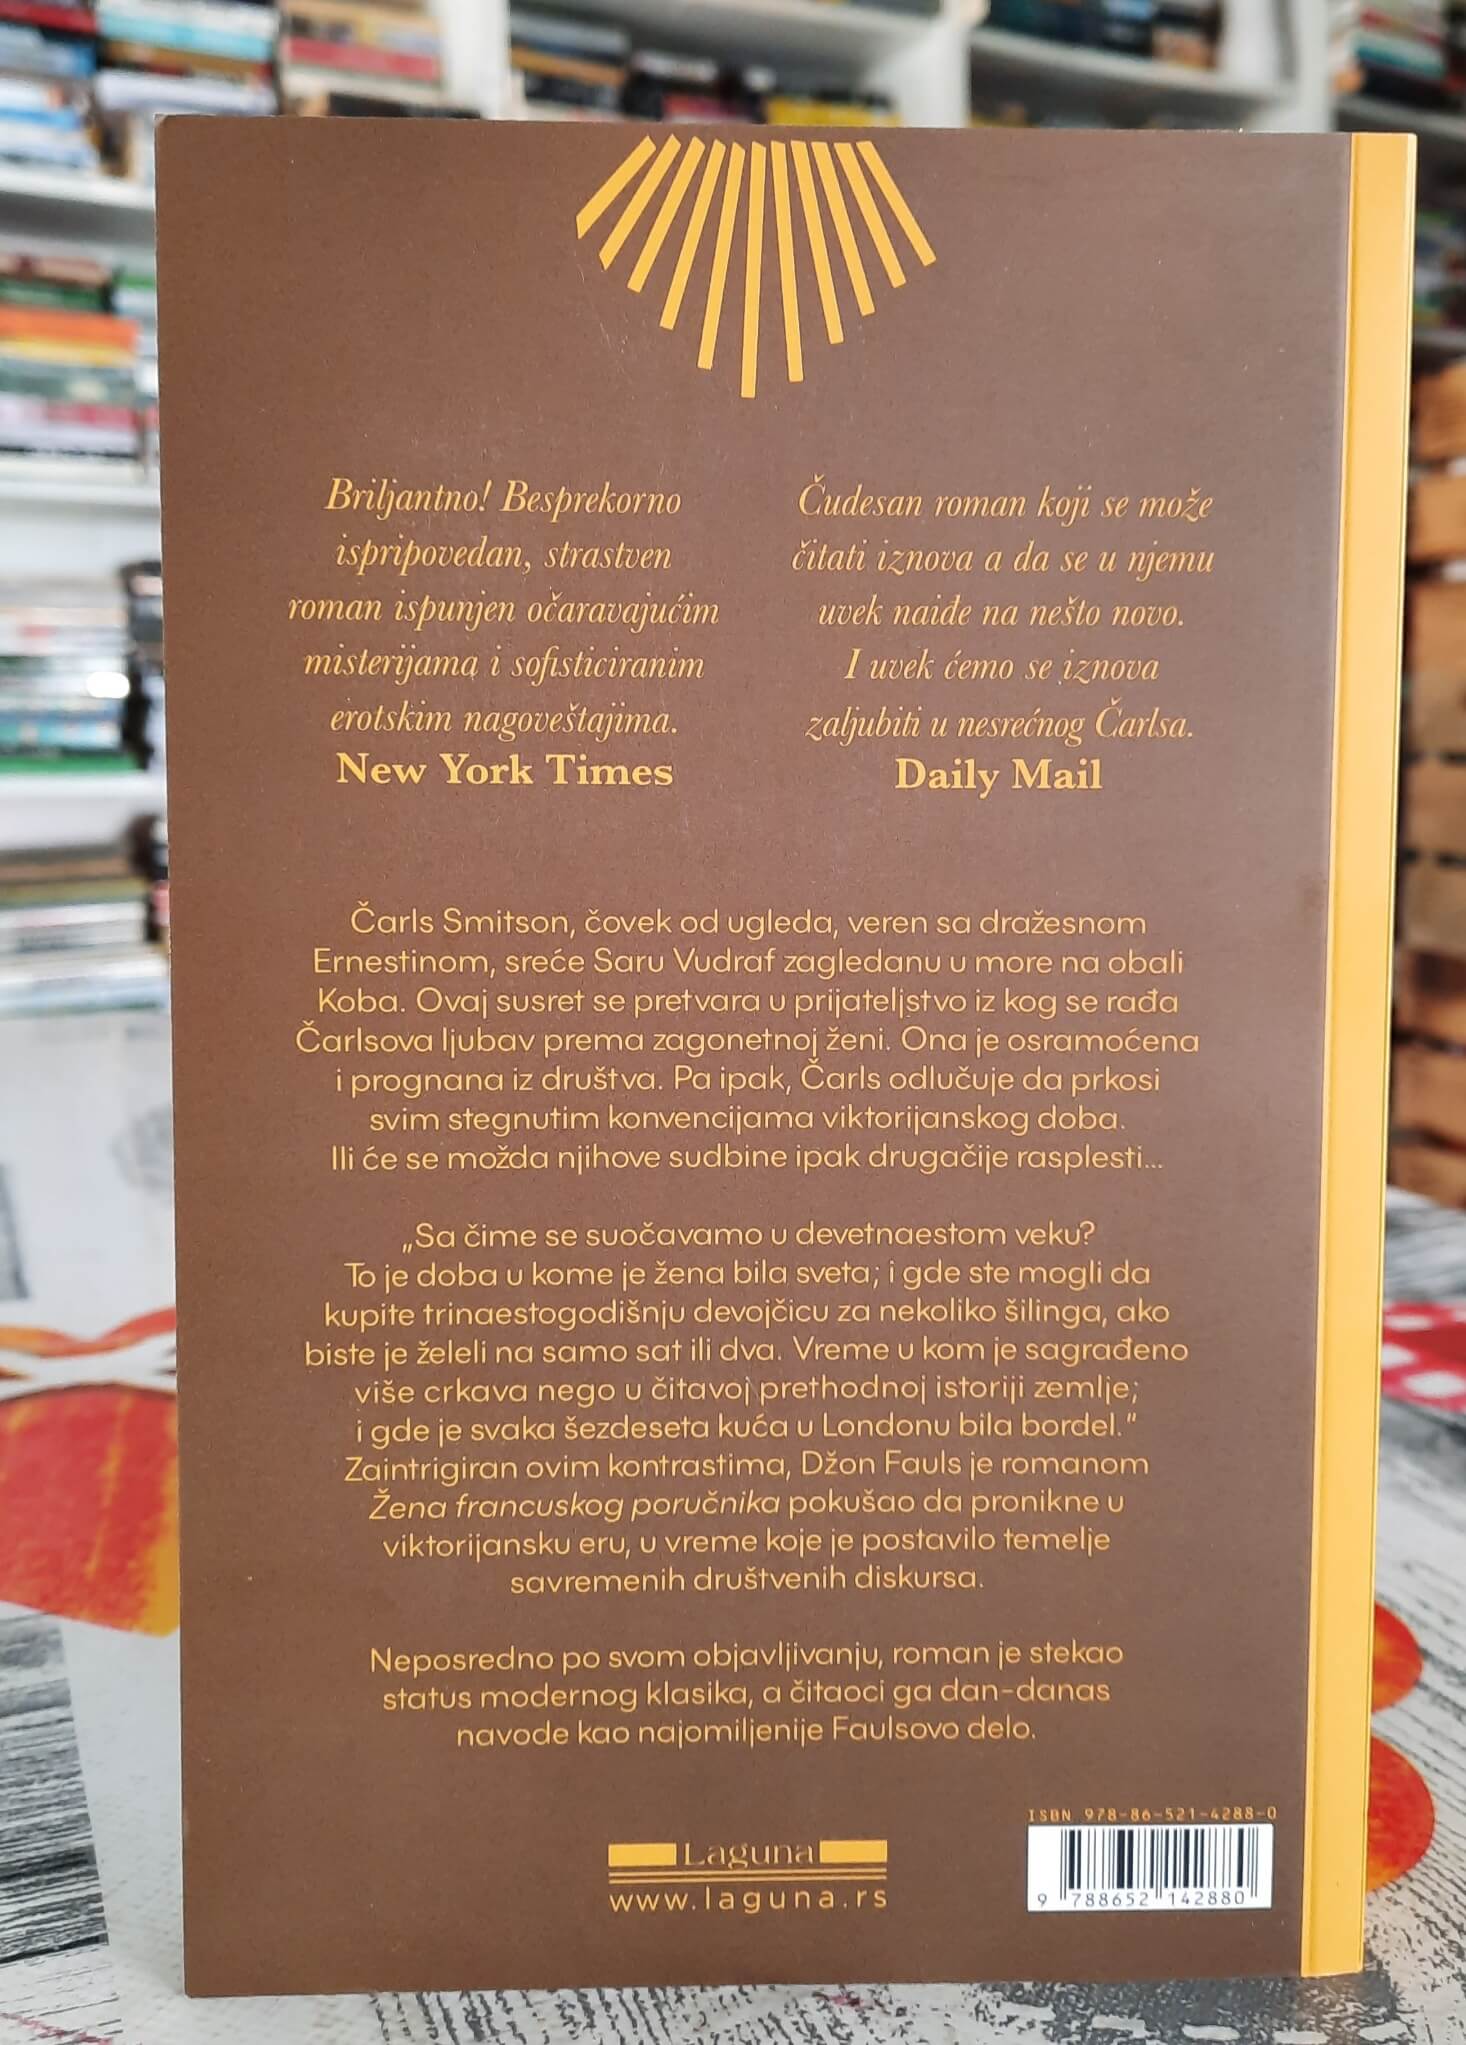 Briljantno! Besprekorno
ispripovedan, strastven
roman ispunjen očaravajućim
misterijama i sofisticiranim
erotskim nagoveštajima.
New York Times
Čudesan roman koji se može
čitati iznova a da se u njemu
uvek naiđe na nešto novo.
I uvek ćemo se iznova
zaljubiti u nesrećnog Čarlsa.
Daily Mail
Čarls Smitson, čovek od ugleda, veren sa dražesnom
Ernestinom, sreće Saru Vudraf zagledanu u more na obali
Koba. Ovaj susret se pretvara u prijateljstvo iz kog se rađa
Čarlsova ljubav prema zagonetnoj ženi. Ona je osramoćena
i prognana iz društva. Pa ipak, Čarls odlučuje da prkosi
svim stegnutim konvencijama viktorijanskog doba.
Ili će se možda njihove sudbine ipak drugačije rasplesti...
„Sa čime se suočavamo u devetnaestom veku?
To je doba u kome je žena bila sveta; i gde ste mogli da
kupite trinaestogodišnju devojčicu za nekoliko šilinga, ako
biste je želeli na samo sat ili dva. Vreme u kom je sagrađeno
više crkava nego u čitavoj prethodnoj istoriji zemlje;
i gde je svaka šezdeseta kuća u Londonu bila bordel.“
Zaintrigiran ovim kontrastima, Džon Fauls je romanom
Žena francuskog poručnika pokušao da pronikne u
viktorijansku eru, u vreme koje je postavilo temelje
savremenih društvenih diskursa.
Neposredno po svom objavljivanju, roman je stekao
status modernog klasika, a čitaoci ga dan-danas
navode kao najomiljenije Faulsovo delo.
ISBN 978-86-521-4288-0
Laguna
www.laguna.rs
9 788652 142880